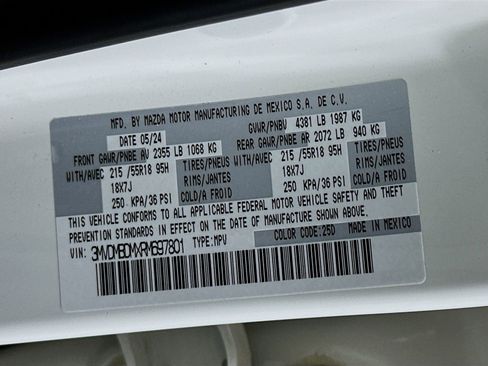 MFD. BY MAZDA MOTOR MANUFACTURING DE MEXICO S.A. DE C.V.
DATE 05/24 GVWR/PNBV 4381 LB 1987 KG
FRONT GAWR/PNBE AV 2355 LB 1068 KG REAR GAWR/PNBE AR 2072 LB 940 KG
WITH/AVEC 215 /55R18 95H TIRES/PNEUS WITH/AVEC 215 /55R18 95H TIRES/PNEUS
18X7J RIMS/JANTES 18X7J RIMS/JANTES
250 KPA/36 PSI COLD/A FROID 250 KPA/36 PSI COLD/A FROID
THIS VEHICLE CONFORMS TO ALL APPLICABLE FEDERAL MOTOR VEHICLE SAFETY AND THEFT
PREVENTION STANDARDS IN EFFECT ON THE DATE OF MANUFACTURE SHOWN ABOVE.
VIN: 3MVDMBDMXRM697801 TYPE: MPV COLOR CODE: 25D MADE IN MEXICO